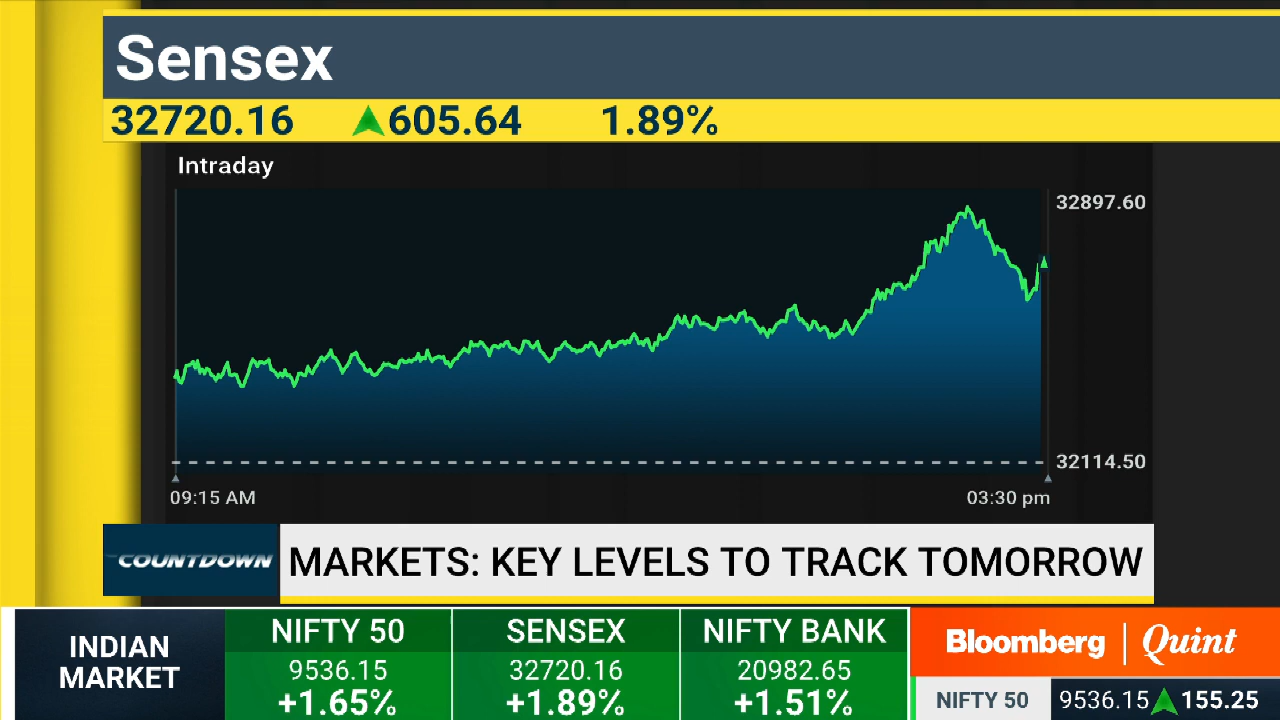 Sensex
32720.16 ▲605.64 1.89%
Intraday
32897.60
32114.50
09:15 AM 03:30 pm
COUNTDOWN
MARKETS: KEY LEVELS TO TRACK TOMORROW
INDIAN
MARKET
NIFTY 50
9536.15
+1.65%
SENSEX
32720.16
+1.89%
NIFTY BANK
20982.65
+1.51%
Bloomberg | Quint
NIFTY 50 9536.15▲155.25